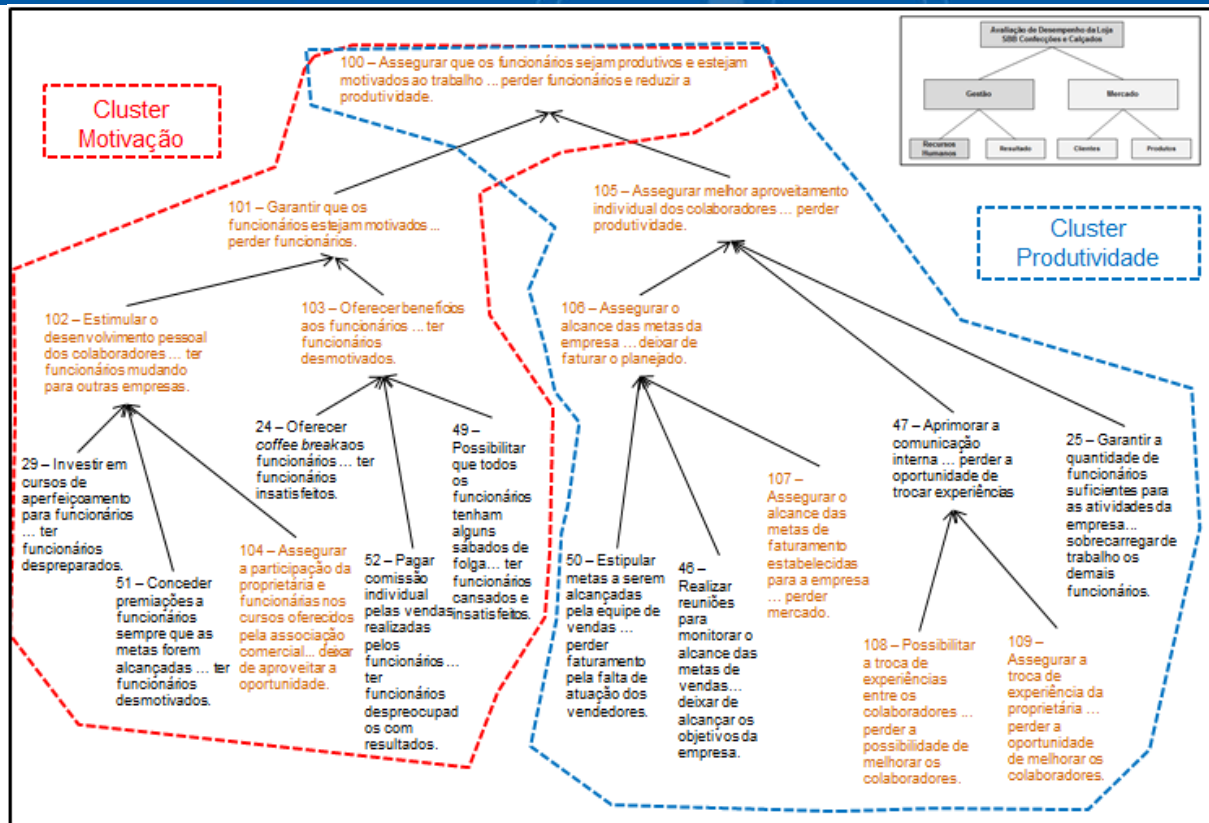 Avaliação de Desempenho da Loja
SBB Confecções e Calçados
Gestão
Mercado
Recursos
Humanos
Resultado
Clientes
Produtos
Cluster
Motivação
100 – Assegurar que os funcionários sejam produtivos e estejam
motivados ao trabalho ... perder funcionários e reduzir a
produtividade.
101 – Garantir que os
funcionários estejam motivados ...
perder funcionários.
105 – Assegurar melhor aproveitamento
individual dos colaboradores ... perder
produtividade.
Cluster
Produtividade
102 – Estimular o
desenvolvimento pessoal
dos colaboradores ... ter
funcionários mudando
para outras empresas.
103 – Oferecer benefícios
aos funcionários ... ter
funcionários
desmotivados.
106 – Assegurar o
alcance das metas da
empresa ... deixar de
faturar o planejado.
29 – Investir em
cursos de
aperfeiçoamento
para funcionários
... ter
funcionários
despreparados.
51 – Conceder
premiações a
funcionários
sempre que as
metas forem
alcançadas ... ter
funcionários
desmotivados.
104 – Assegurar
a participação da
proprietária e
funcionárias nos
cursos oferecidos
pela associação
comercial... deixar
de aproveitar a
oportunidade.
24 – Oferecer
coffee break aos
funcionários ... ter
funcionários
insatisfeitos.
52 – Pagar
comissão
individual
pelas vendas
realizadas
pelos
funcionários ...
ter
funcionários
despreocupad
os com
resultados.
49 –
Possibilitar
que todos
os
funcionários
tenham
alguns
sábados de
folga... ter
funcionários
cansados e
insatisfeitos.
50 – Estipular
metas a serem
alcançadas
pela equipe de
vendas ...
perder
faturamento
pela falta de
atuação dos
vendedores.
46 – Realizar
reuniões
para
monitorar o
alcance das
metas de
vendas...
deixar de
alcançar os
objetivos da
empresa.
107 –
Assegurar o
alcance das
metas de
faturamento
estabelecidas
para a empresa
... perder
mercado.
47 – Aprimorar a
comunicação
interna ... perder a
oportunidade de
trocar experiências
108 – Possibilitar
a troca de
experiências
entre os
colaboradores ...
perder a
possibilidade de
melhorar os
colaboradores.
109 –
Assegurar a
troca de
experiência da
proprietária ...
perder a
oportunidade
de melhorar os
colaboradores.
25 – Garantir a
quantidade de
funcionários
suficientes para
as atividades da
empresa...
sobrecarregar de
trabalho os
demais
funcionários.